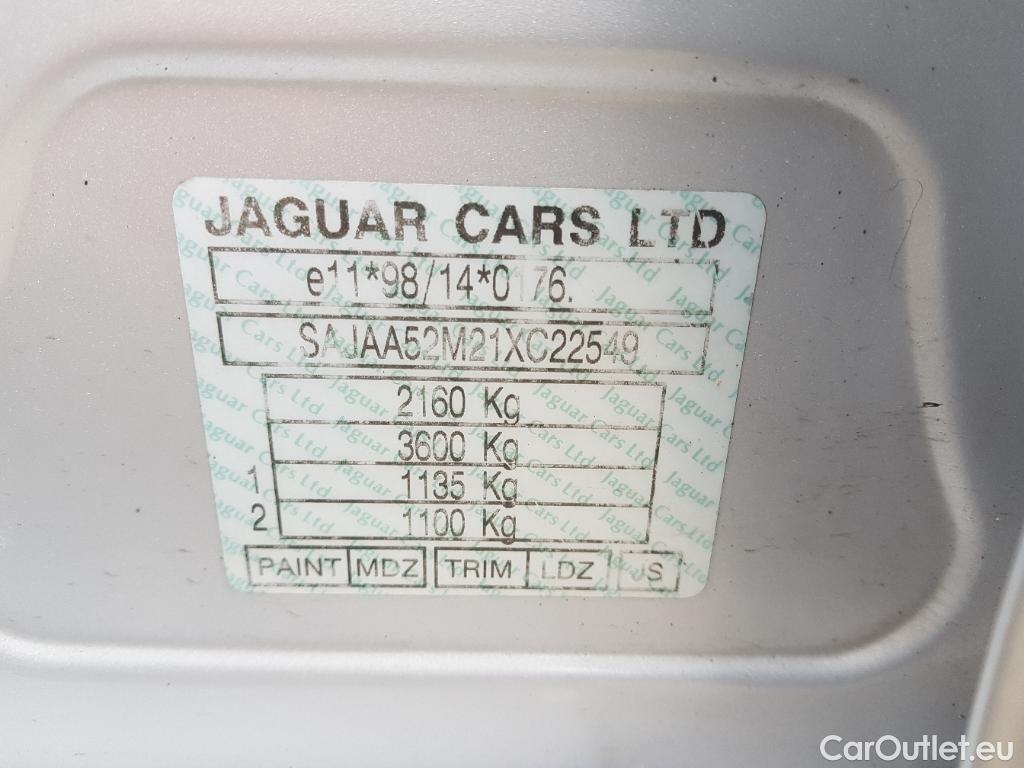 JAGUAR CARS LTD
e11*98/14*0176.
SAJAA52M21XC22549
2160 Kg
3600 Kg
1 1135 Kg
2 1100 Kg
PAINT MDZ TRIM LDZ JS
CarOutlet.eu